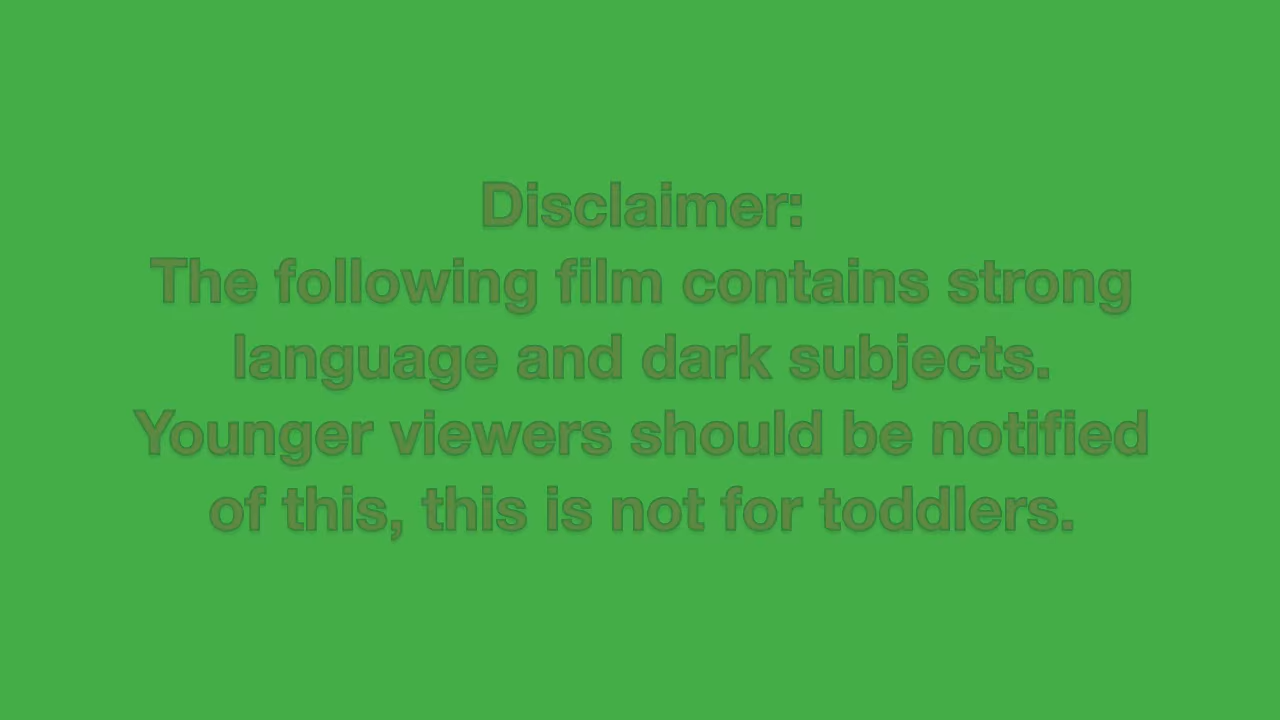 Disclaimer:
The following film contains strong
language and dark subjects.
Younger viewers should be notified
of this, this is not for toddlers.